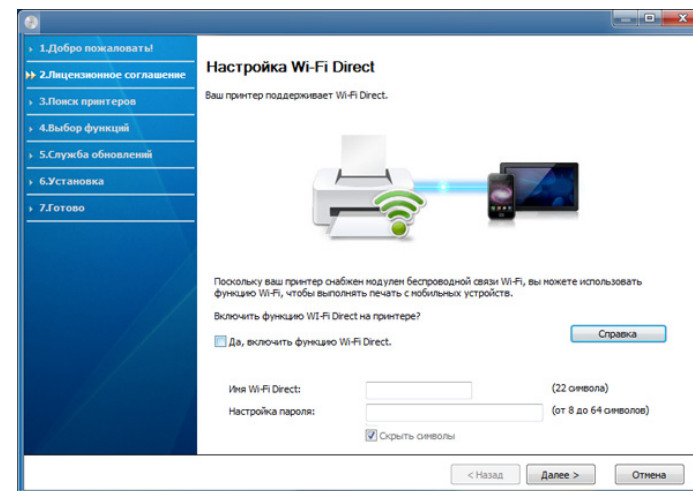 1.Добро пожаловать!
2.Лицензионное соглашение
3.Поиск принтеров
4.Выбор функций
5.Служба обновлений
6.Установка
7.Готово
Настройка Wi-Fi Direct
Ваш принтер поддерживает Wi-Fi Direct.
Поскольку ваш принтер снабжен модулем беспроводной связи Wi-Fi, вы можете использовать
функцию Wi-Fi, чтобы выполнять печать с мобильных устройств.
Включить функцию WI-Fi Direct на принтере?
Да, включить функцию Wi-Fi Direct.
Справка
Имя Wi-Fi Direct:
(22 символа)
Настройка пароля:
(от 8 до 64 символов)
Скрыть символы
< Назад
Далее >
Отмена